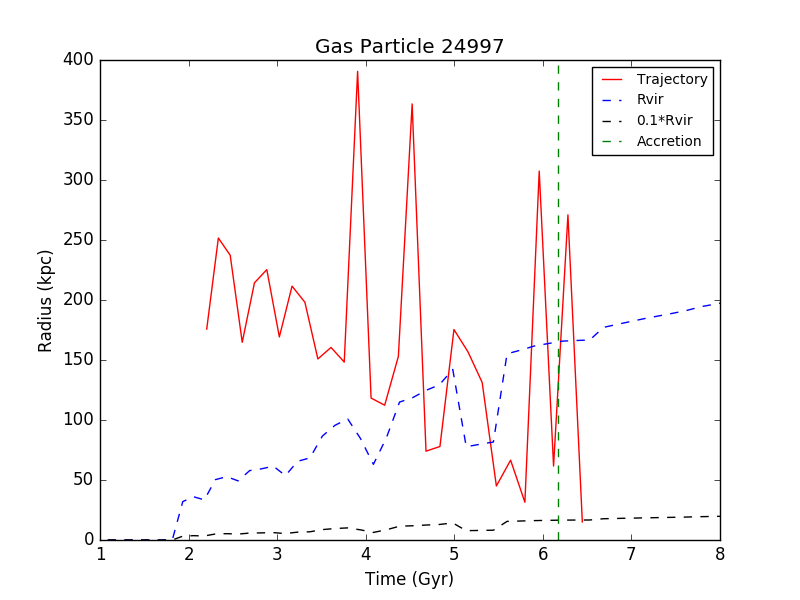 Gas Particle 24997
400
350
300
250
200
150
100
50
0
Radius (kpc)
Trajectory
Rvir
0.1*Rvir
Accretion
1 2 3 4 5 6 7 8
Time (Gyr)